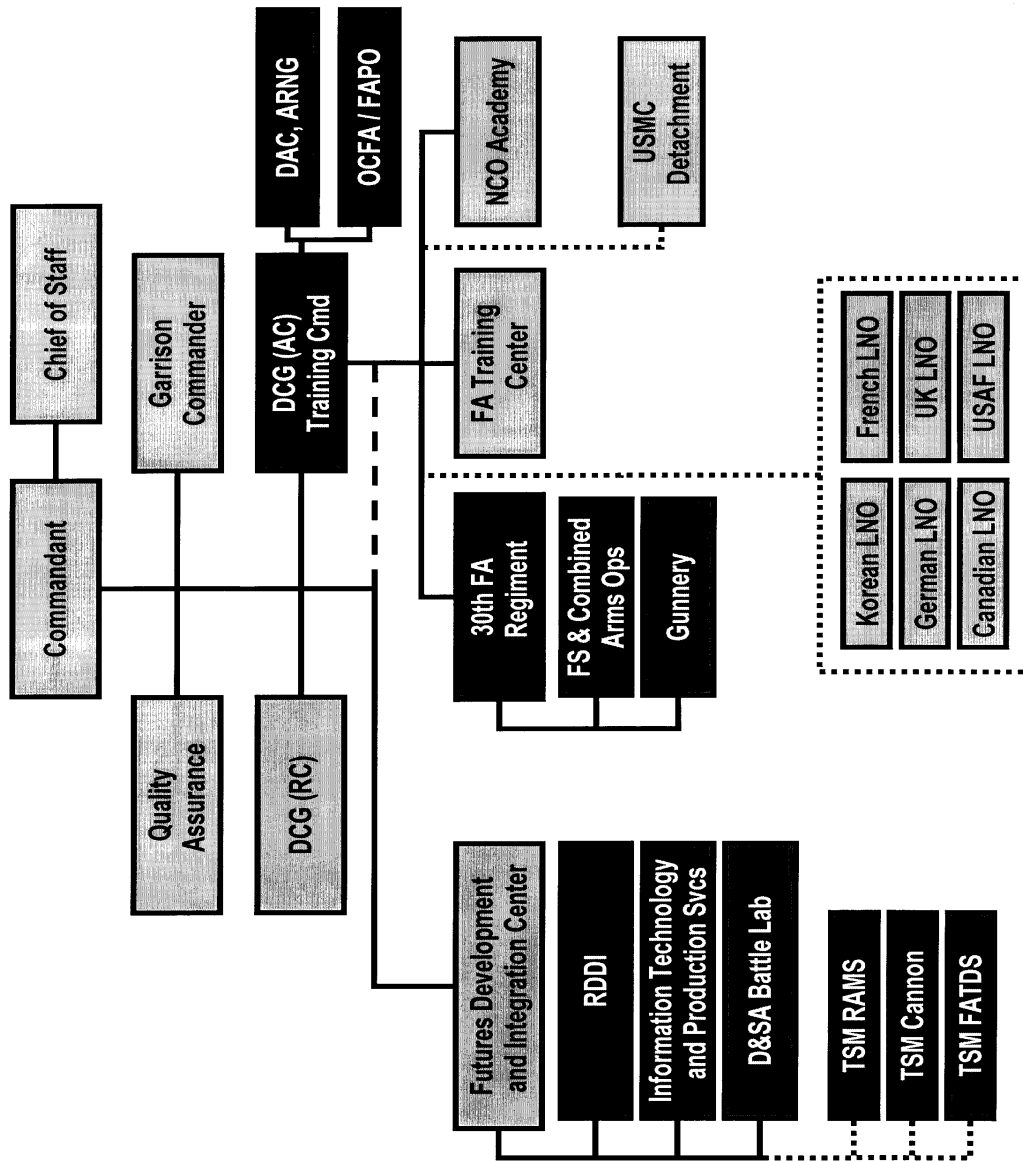 Commandant
Chief of Staff
Quality
Assurance
Garrison
Commander
DCG (RC)
DCG (AC)
Training Cmd
DAC, ARNG
OCFA / FAPO
Futures Development
and Integration Center
RDDI
Information Technology
and Production Svcs
D&SA Battle Lab
TSM RAMS
TSM Cannon
TSM FATDS
30th FA
Regiment
FS & Combined
Arms Ops
Gunnery
FA Training
Center
NCO Academy
USMC
Detachment
Korean LNO
French LNO
German LNO
UK LNO
Canadian LNO
USAF LNO